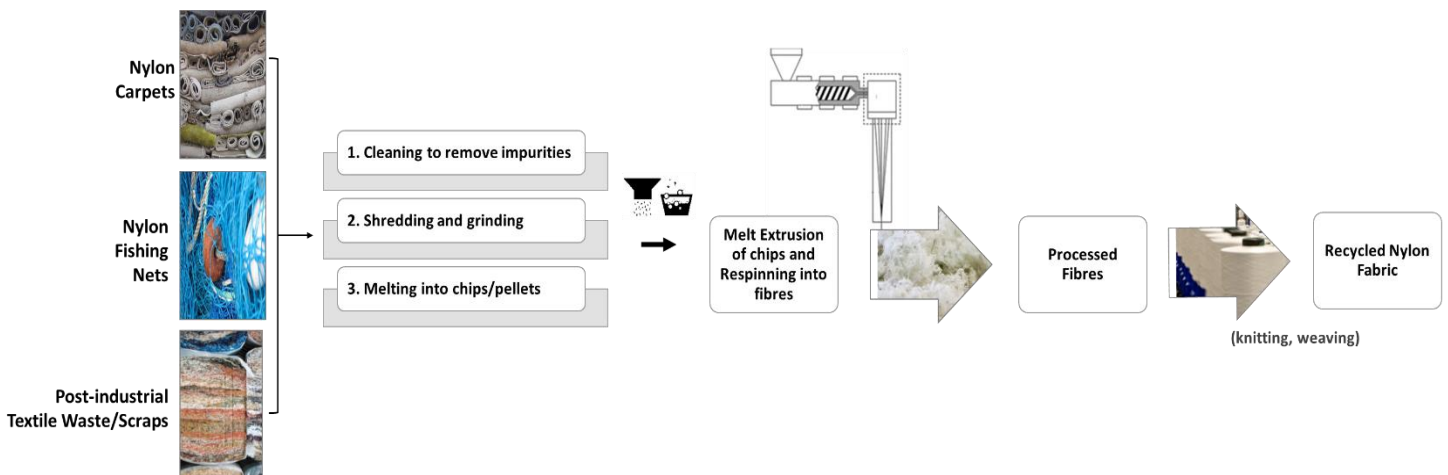 Nylon
Carpets
Nylon
Fishing
Nets
Post-industrial
Textile Waste/Scraps
1. Cleaning to remove impurities
2. Shredding and grinding
3. Melting into chips/pellets
Melt Extrusion
of chips and
Respinning into
fibres
Processed
Fibres
(knitting, weaving)
Recycled Nylon
Fabric